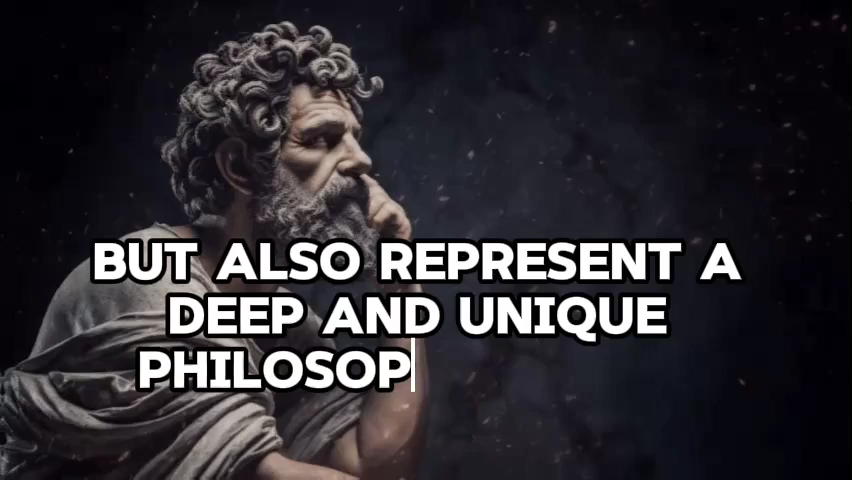 BUT ALSO REPRESENT A
DEEP AND UNIQUE
PHILOSOP